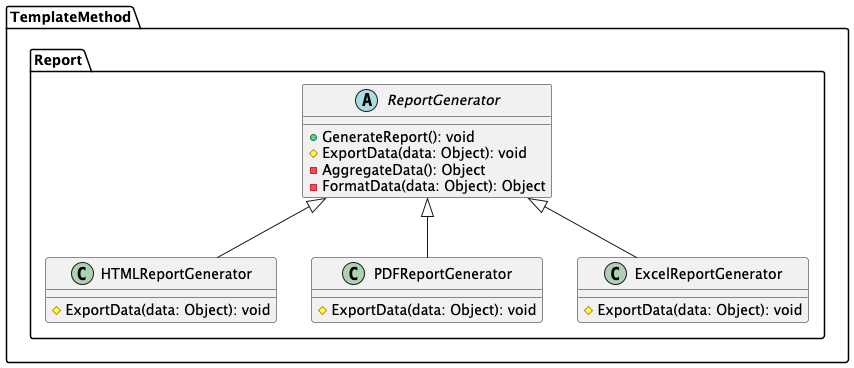 TemplateMethod
Report
A ReportGenerator
GenerateReport(): void
ExportData(data: Object): void
AggregateData(): Object
FormatData(data: Object): Object
C HTMLReportGenerator
ExportData(data: Object): void
C PDFReportGenerator
ExportData(data: Object): void
C ExcelReportGenerator
ExportData(data: Object): void